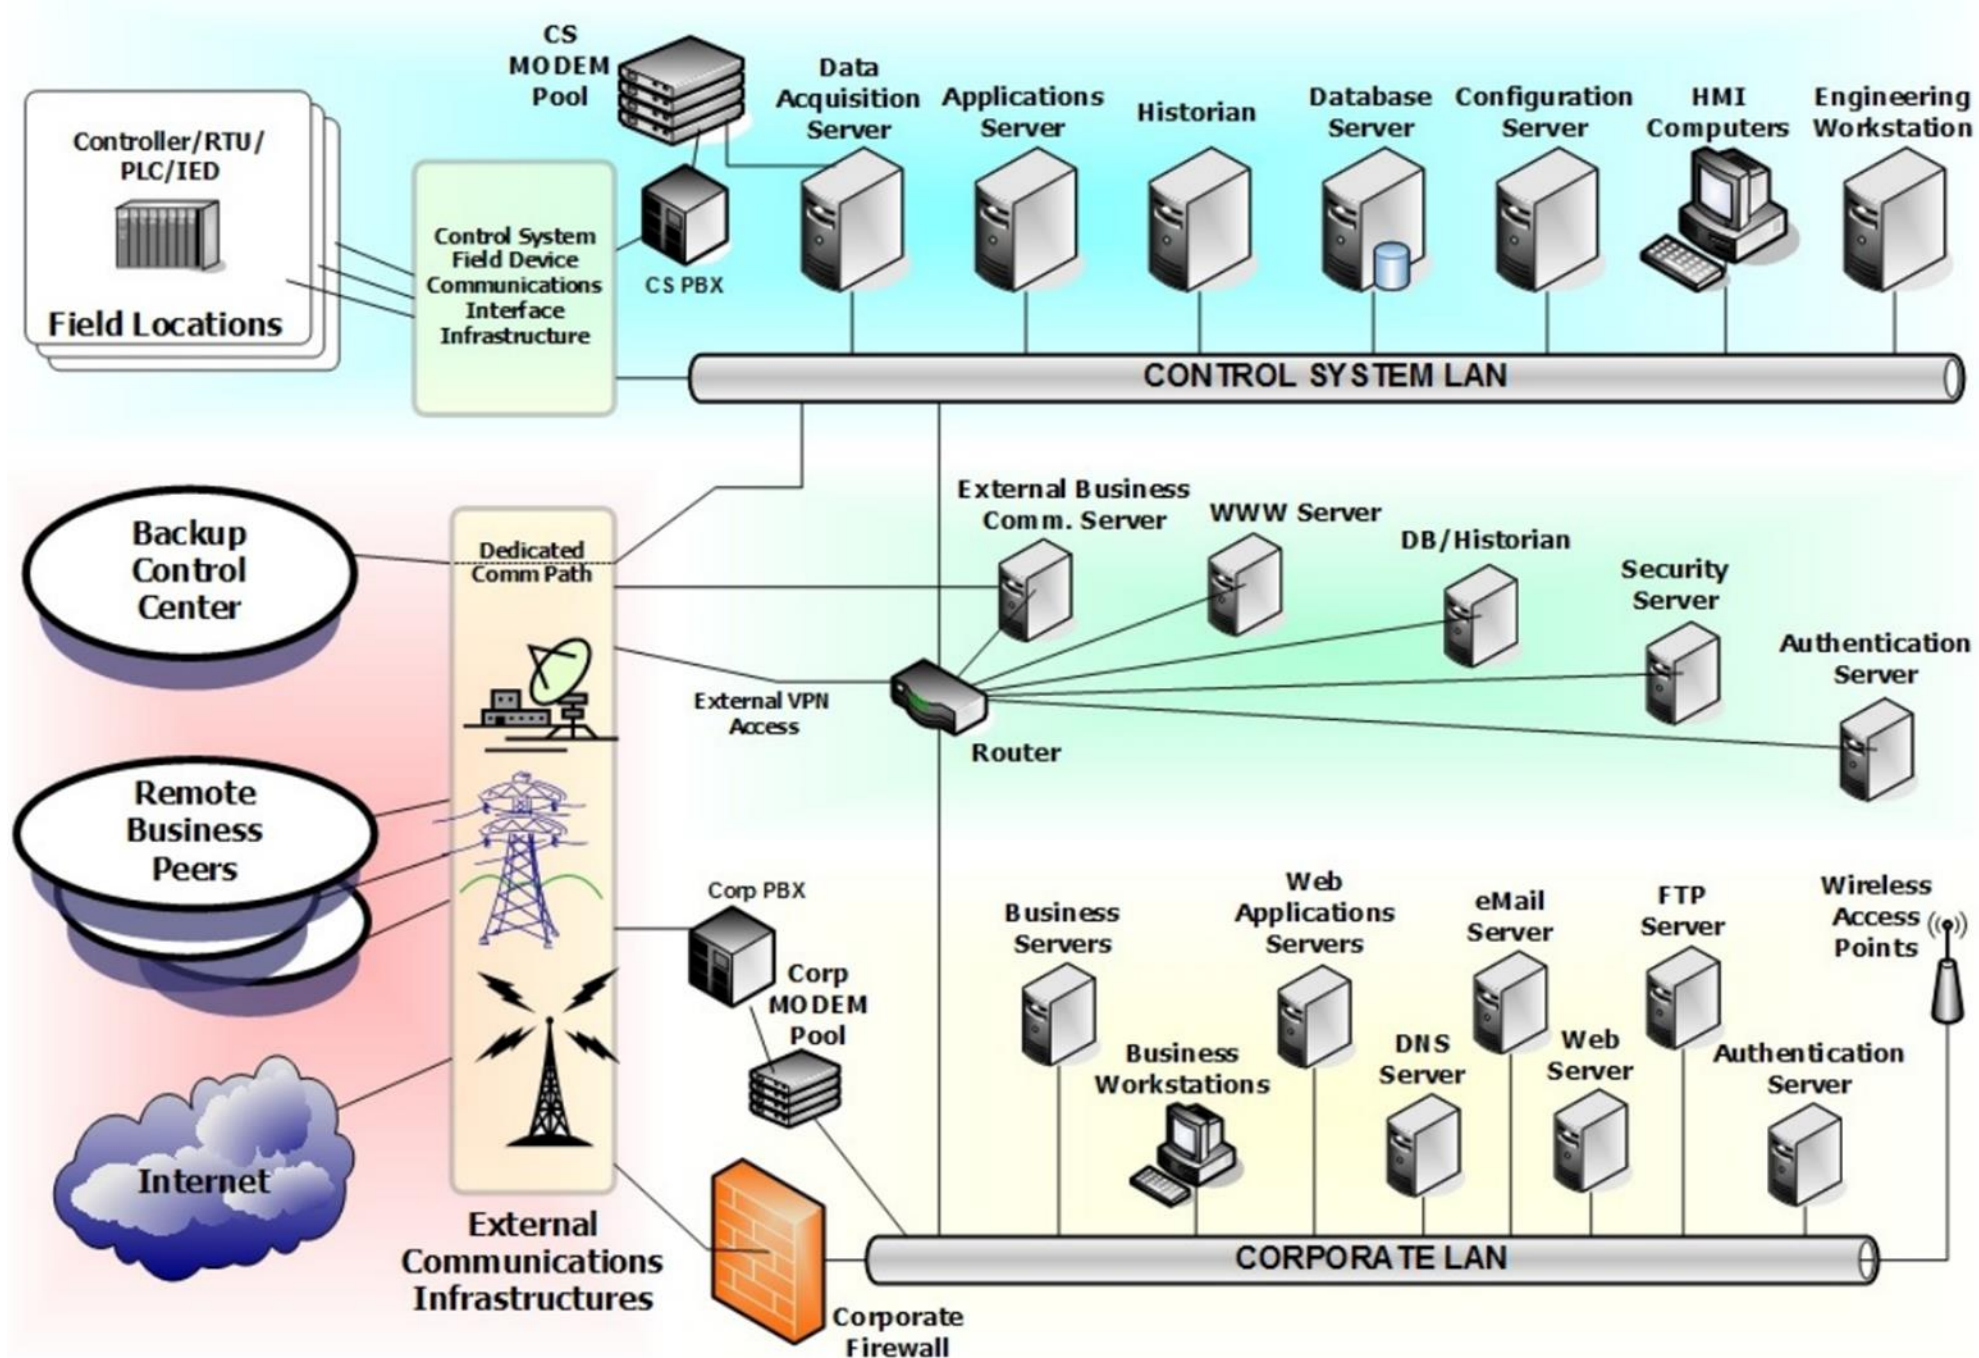 CS
MODEM
Pool
Data
Acquisition
Server
Applications
Server
Historian
Database
Server
Configuration
Server
HMI
Computers
Engineering
Workstation
Controller/RTU/
PLC/IED
Field Locations
Control System
Field Device
Communications
Interface
Infrastructure
CS PBX
CONTROL SYSTEM LAN
Backup
Control
Center
Dedicated
Comm Path
External Business
Comm. Server
WWW Server
DB/Historian
Security
Server
Authentication
Server
External VPN
Access
Router
Remote
Business
Peers
Corp PBX
Corp
MODEM
Pool
Business
Servers
Web
Applications
Servers
eMail
Server
FTP
Server
Wireless
Access
Points
Business
Workstations
DNS
Server
Web
Server
Authentication
Server
Internet
External
Communications
Infrastructures
CORPORATE LAN
Corporate
Firewall